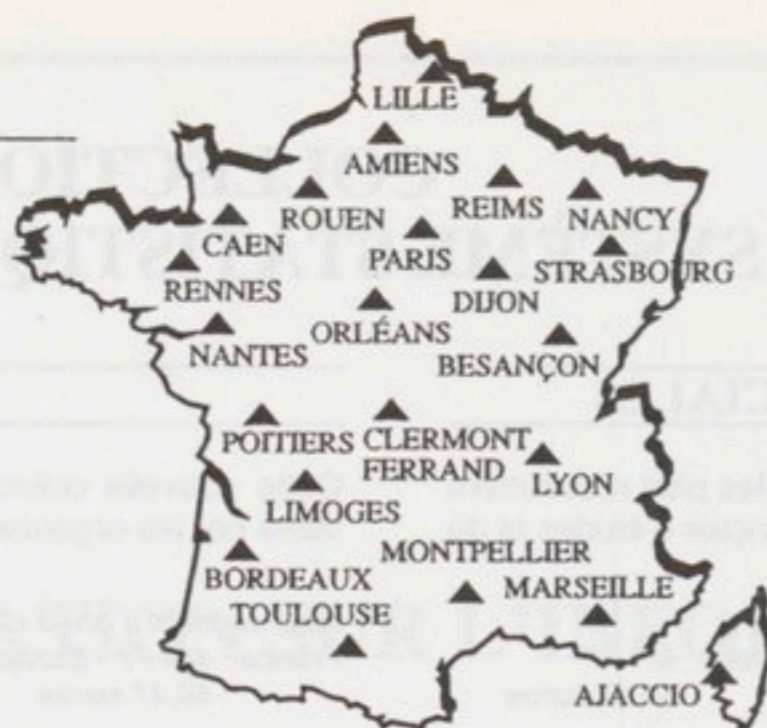 LILLE
AMIENS
ROUEN
REIMS
NANCY
CAEN
PARIS
STRASBOURG
RENNES
DIJON
ORLÉANS
NANTES
BESANÇON
POITIERS
CLERMONT
FERRAND
LYON
LIMOGES
MONTPELLIER
BORDEAUX
MARSEILLE
TOULOUSE
AJACCIO